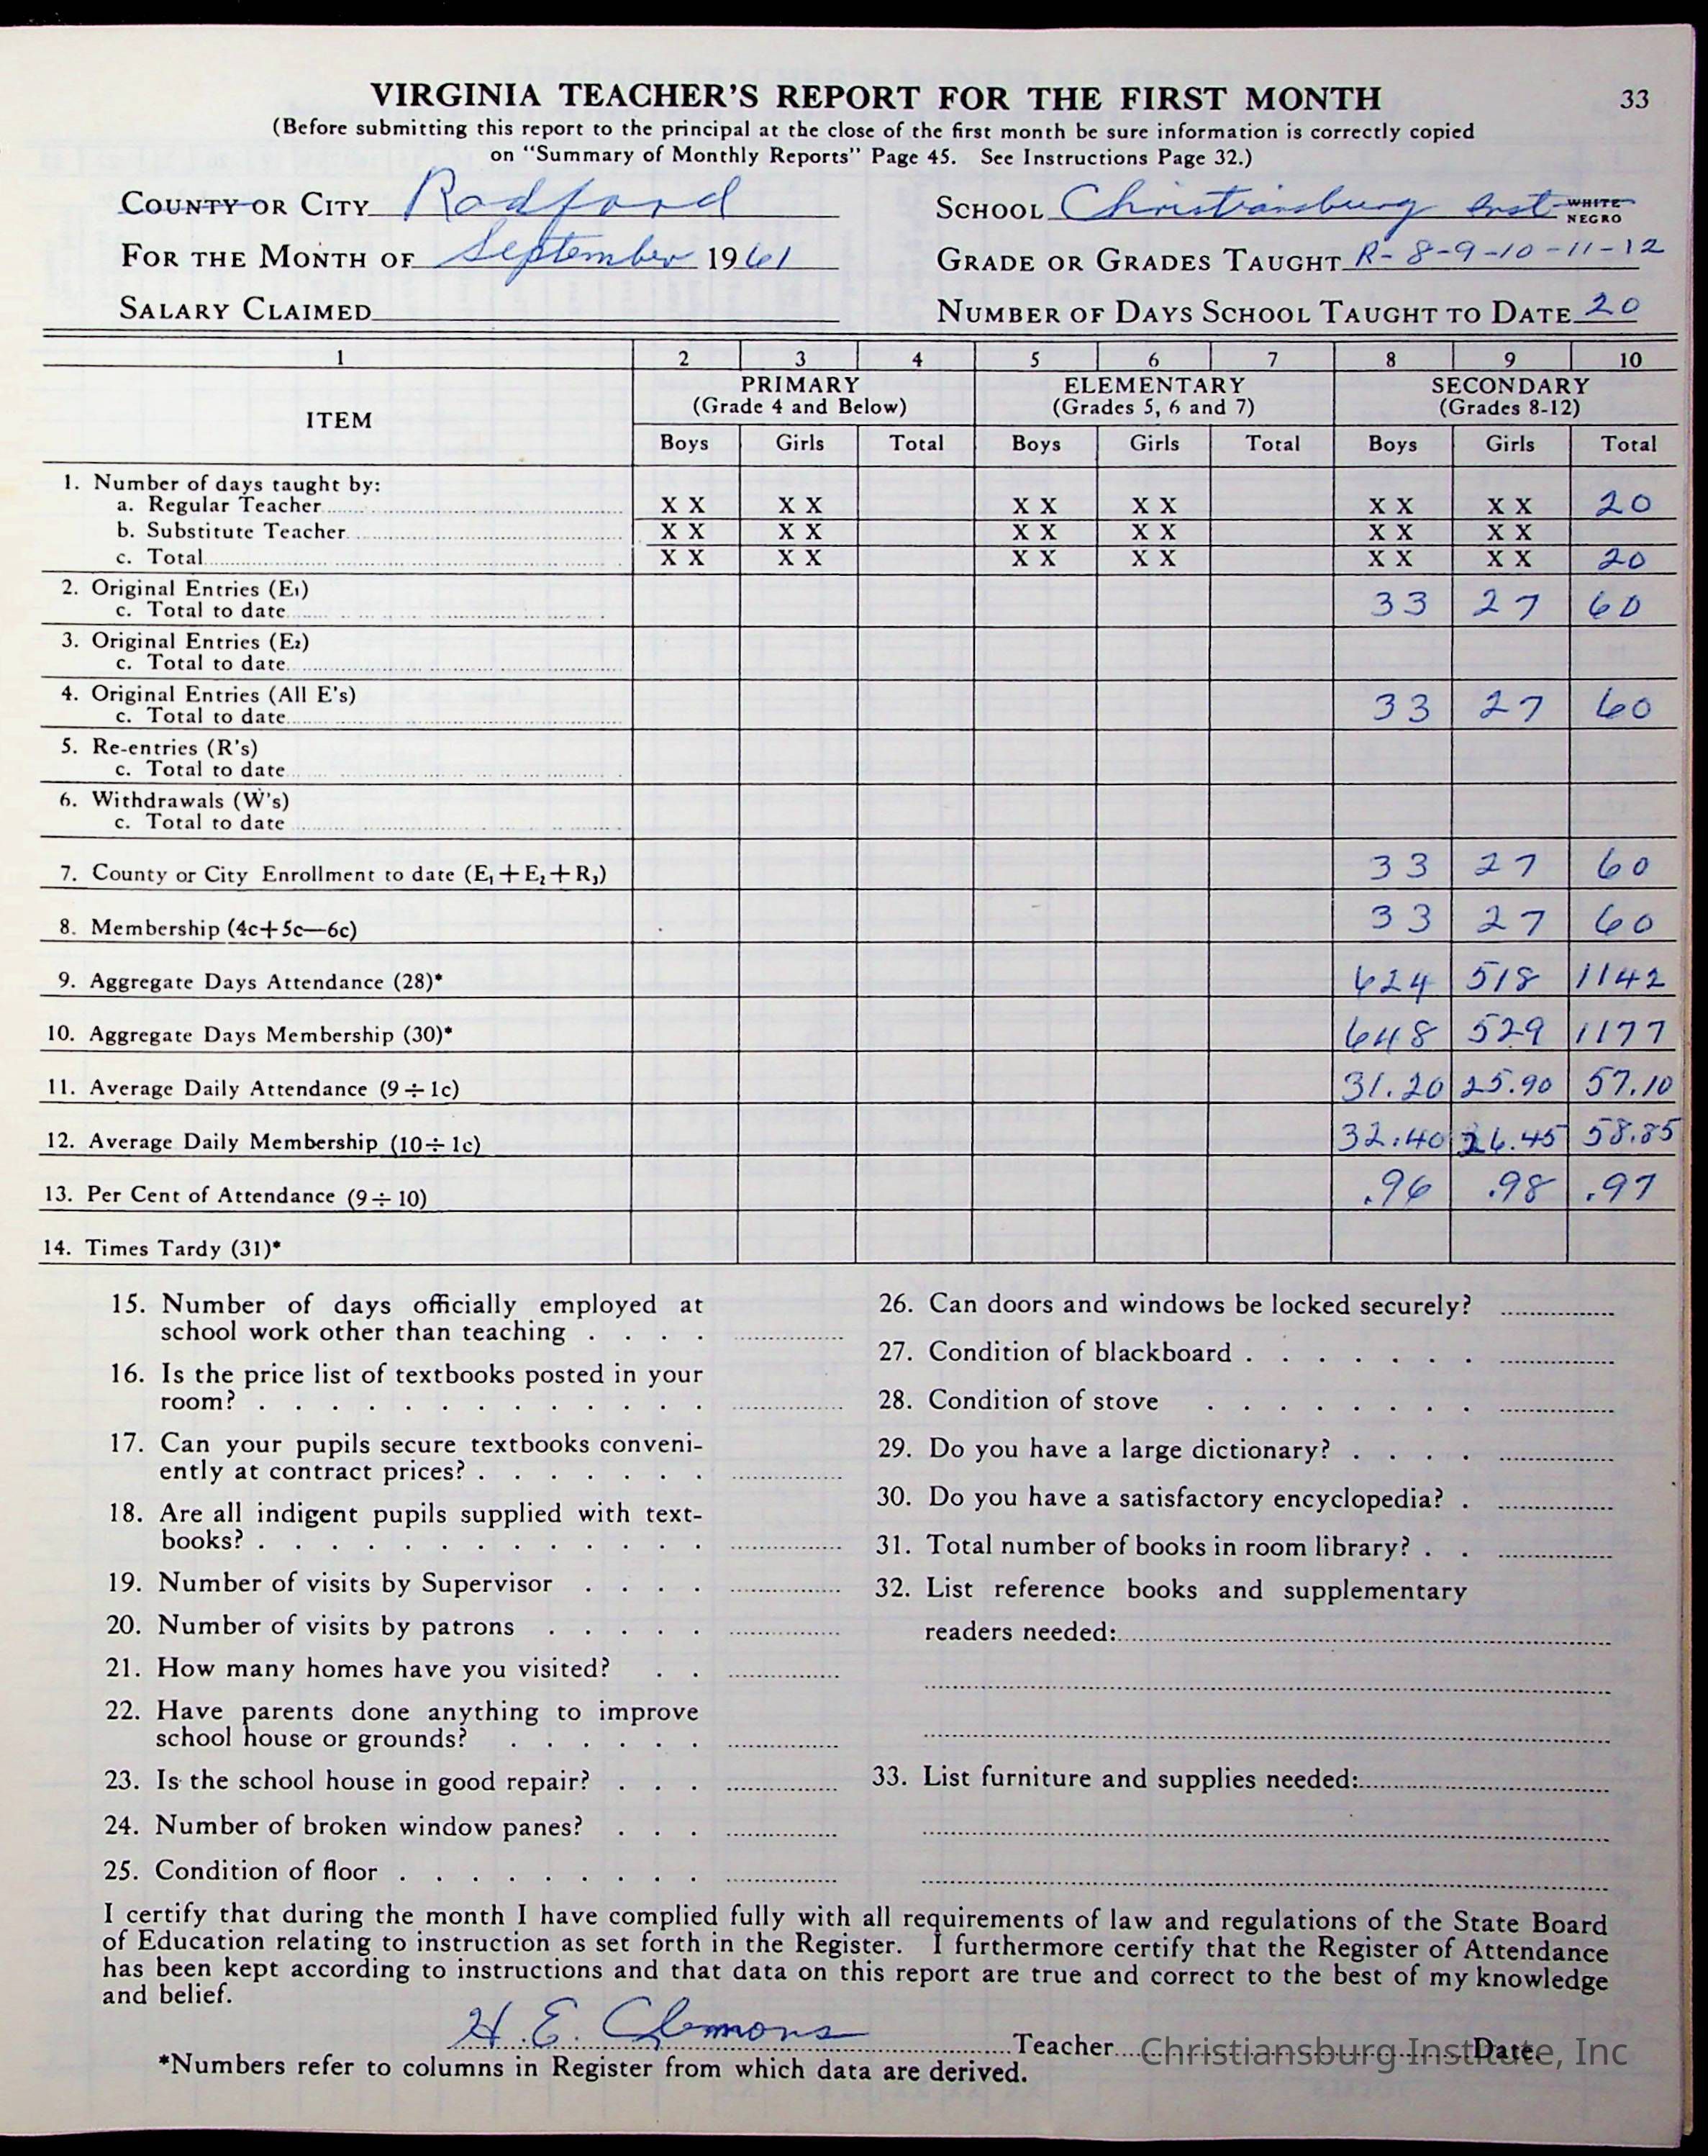 VIRGINIA TEACHER'S REPORT FOR THE FIRST MONTH 33
(Before submitting this report to the principal at the close of the first month be sure information is correctly copied
on "Summary of Monthly Reports" Page 45. See Instructions Page 32.)
COUNTY OR CITY Radford SCHOOL Christiansburg Inst WHITE NEGRO
FOR THE MONTH OF September 1961 GRADE OR GRADES TAUGHT R-8-9-10-11-12
SALARY CLAIMED NUMBER OF DAYS SCHOOL TAUGHT TO DATE 20
1 2 3 4 5 6 7 8 9 10
ITEM PRIMARY (Grade 4 and Below) ELEMENTARY (Grades 5, 6 and 7) SECONDARY (Grades 8-12)
Boys Girls Total Boys Girls Total Boys Girls Total
1. Number of days taught by:
a. Regular Teacher X X X X X X X X X X X X 20
b. Substitute Teacher X X X X X X X X X X X X
c. Total X X X X X X X X X X X X 20
2. Original Entries (E1)
c. Total to date 33 27 60
3. Original Entries (E2)
c. Total to date
4. Original Entries (All E's)
c. Total to date 33 27 60
5. Re-entries (R's)
c. Total to date
6. Withdrawals (W's)
c. Total to date
7. County or City Enrollment to date (E1+E2+R3) 33 27 60
8. Membership (4c+5c—6c) 33 27 60
9. Aggregate Days Attendance (28)* 624 518 1142
10. Aggregate Days Membership (30)* 648 529 1177
11. Average Daily Attendance (9÷1c) 31.20 25.90 57.10
12. Average Daily Membership (10÷1c) 32.40 26.45 58.85
13. Per Cent of Attendance (9÷10) .96 .98 .97
14. Times Tardy (31)*
15. Number of days officially employed at
school work other than teaching
16. Is the price list of textbooks posted in your
room?
17. Can your pupils secure textbooks conveni-
ently at contract prices?
18. Are all indigent pupils supplied with text-
books?
19. Number of visits by Supervisor
20. Number of visits by patrons
21. How many homes have you visited?
22. Have parents done anything to improve
school house or grounds?
23. Is the school house in good repair?
24. Number of broken window panes?
25. Condition of floor
26. Can doors and windows be locked securely?
27. Condition of blackboard
28. Condition of stove
29. Do you have a large dictionary?
30. Do you have a satisfactory encyclopedia?
31. Total number of books in room library?
32. List reference books and supplementary
readers needed:
33. List furniture and supplies needed:
I certify that during the month I have complied fully with all requirements of law and regulations of the State Board
of Education relating to instruction as set forth in the Register. I furthermore certify that the Register of Attendance
has been kept according to instructions and that data on this report are true and correct to the best of my knowledge
and belief.
H. E. Clemons Teacher Date.
Christiansburg Institute, Inc
*Numbers refer to columns in Register from which data are derived.